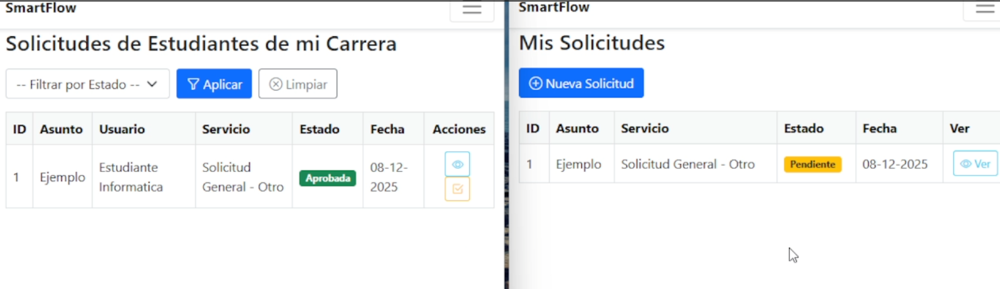 SmartFlow
Solicitudes de Estudiantes de mi Carrera
-- Filtrar por Estado -- Aplicar Limpiar
ID Asunto Usuario Servicio Estado Fecha Acciones
1 Ejemplo Estudiante Informatica Solicitud General - Otro Aprobada 08-12-2025
SmartFlow
Mis Solicitudes
Nueva Solicitud
ID Asunto Servicio Estado Fecha Ver
1 Ejemplo Solicitud General - Otro Pendiente 08-12-2025 Ver